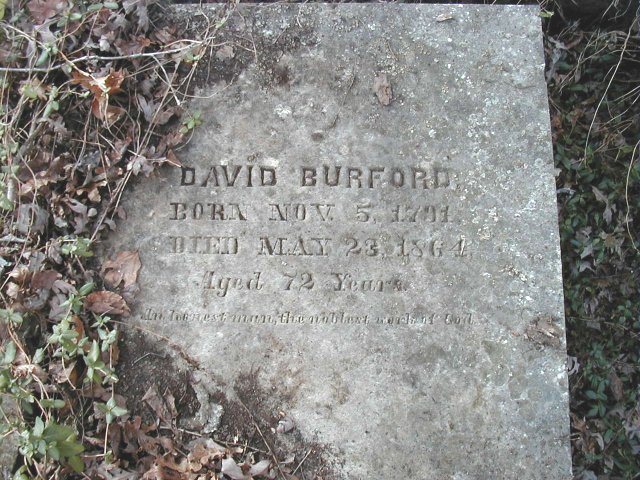 DAVID BURFORD.
BORN NOV. 5, 1791.
DIED MAY 23, 1864,
Aged 72 Years.
An honest man, the noblest work of God.